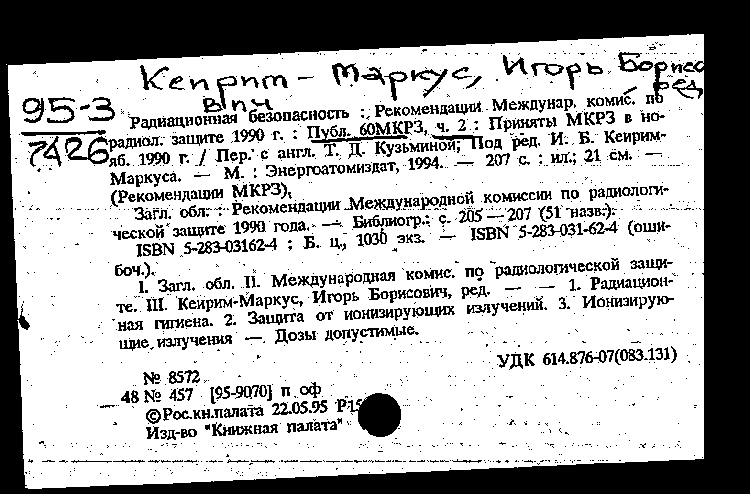 Кеирим - Маркус, Игорь Борисо
вич ред
95-3
7426
Радиационная безопасность : Рекомендации Междунар. комис. по
радиол. защите 1990 г. : Публ. 60МКРЗ, ч. 2 : Приняты МКРЗ в но-
яб. 1990 г. / Пер. с англ. Т. Д. Кузьминой; Под ред. И. Б. Кеирим-
Маркуса. — М. : Энергоатомиздат, 1994. — 207 с. : ил.; 21 см. —
(Рекомендации МКРЗ).
Загл. обл. : Рекомендации Международной комиссии по радиологи-
ческой защите 1990 года. — Библиогр.: с. 205—207 (51 назв.).
ISBN 5-283-03162-4 ; Б. ц., 1030 экз. — ISBN 5-283-031-62-4 (оши-
боч.).
I. Загл. обл. II. Международная комис. по радиологической защи-
те. III. Кеирим-Маркус, Игорь Борисович, ред. — — 1. Радиацион-
ная гигиена. 2. Защита от ионизирующих излучений. 3. Ионизирую-
щие излучения — Дозы допустимые.
УДК 614.876-07(083.131)
№ 8572
48 № 457 [95-9070] п оф
©Рос.кн.палата 22.05.95 Р15
Изд-во "Книжная палата"